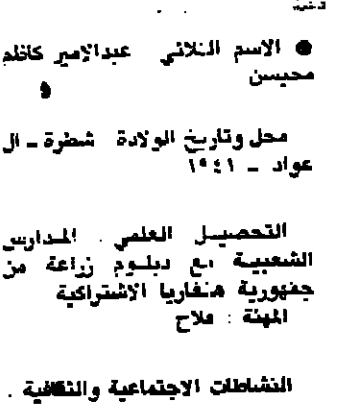 ● الاسم الثلاثي عبدالامير كاظم
محيسن
محل وتاريخ الولادة شطرة ـ ال
عواد ـ ١٩٤١
التحصيل العلمي . المدارس
الشعبية مع دبلوم زراعة من
جمهورية هنغاريا الاشتراكية
المهنة : فلاح
النشاطات الاجتماعية والثقافية .